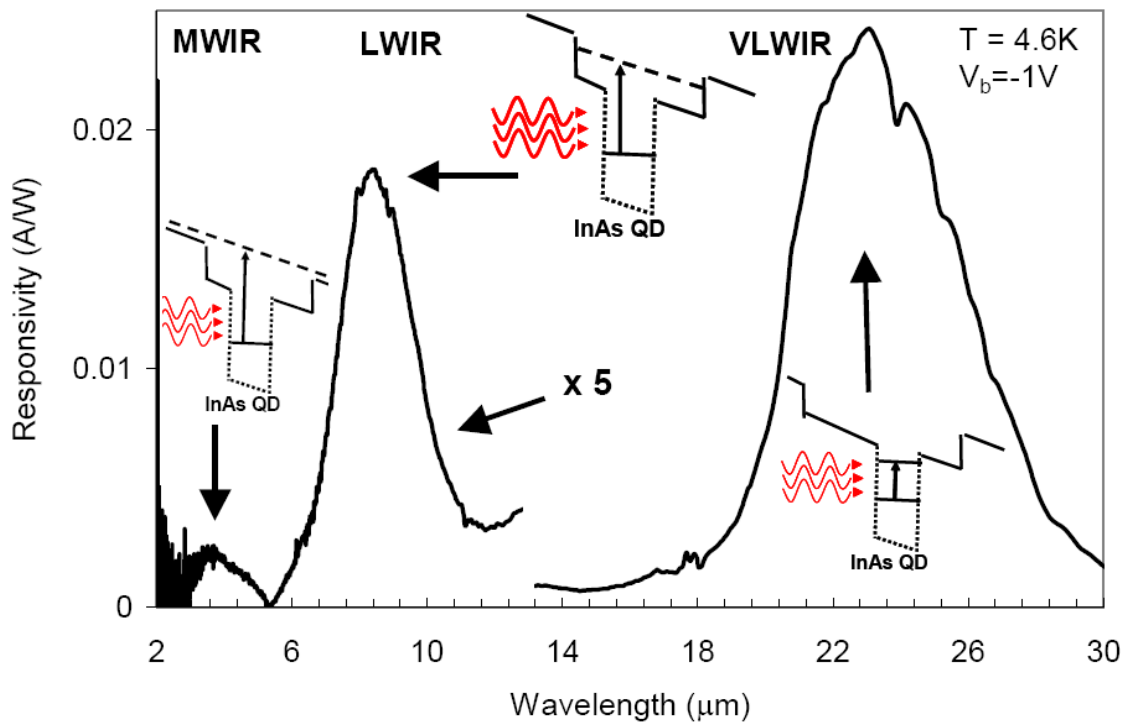 MWIR
LWIR
VLWIR
T = 4.6K
V_b=-1V
InAs QD
InAs QD
x 5
InAs QD
Responsivity (A/W)
0.02
0.01
0
2 6 10 14 18 22 26 30
Wavelength (μm)